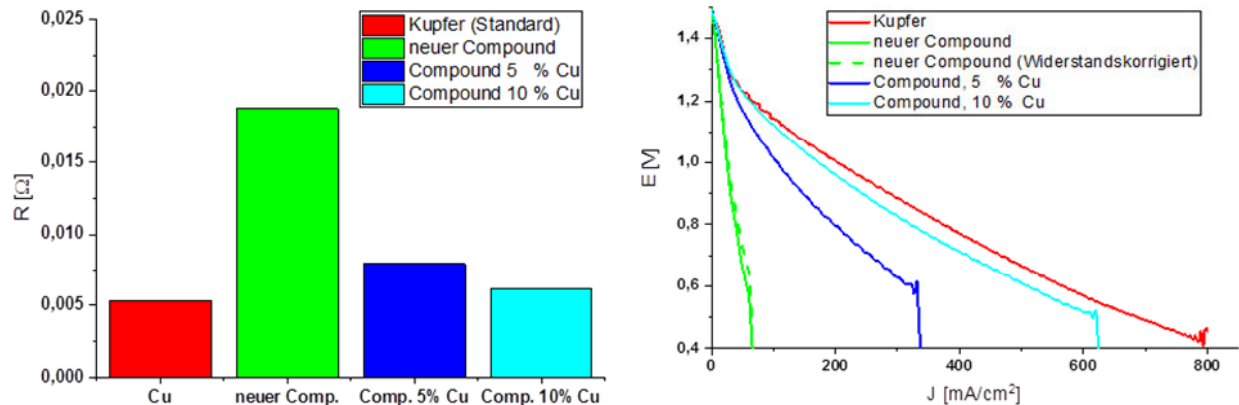 0,025
0,020
0,015
0,010
0,005
0,000
R [Ω]
Kupfer (Standard)
neuer Compound
Compound 5 % Cu
Compound 10 % Cu
Cu
neuer Comp.
Comp. 5% Cu
Comp. 10% Cu
1,4
1,2
1,0
0,8
0,6
0,4
E [V]
Kupfer
neuer Compound
neuer Compound (Widerstandskorrigiert)
Compound, 5 % Cu
Compound, 10 % Cu
0
200
400
600
800
J [mA/cm²]